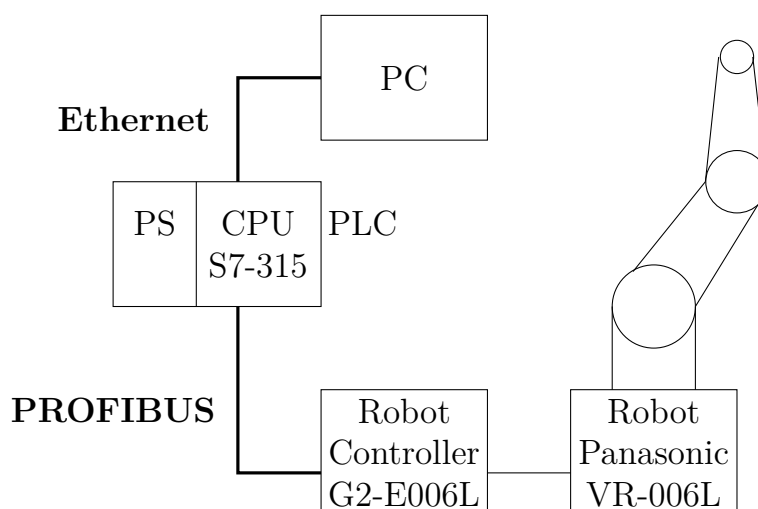 PC
Ethernet
PS
CPU
S7-315
PLC
PROFIBUS
Robot
Controller
G2-E006L
Robot
Panasonic
VR-006L